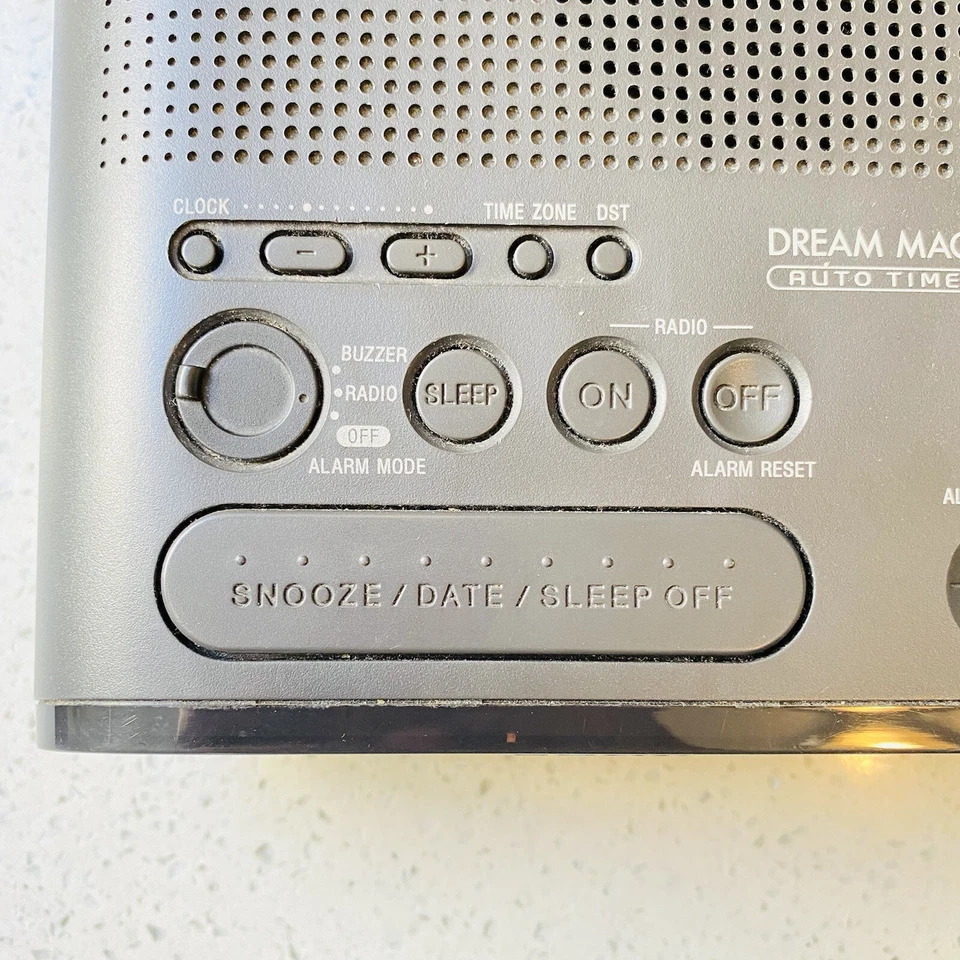 CLOCK TIME ZONE DST
- +
DREAM MAC
AUTO TIME
RADIO
BUZZER
RADIO
OFF
ALARM MODE
SLEEP ON OFF
ALARM RESET
AL
SNOOZE / DATE / SLEEP OFF